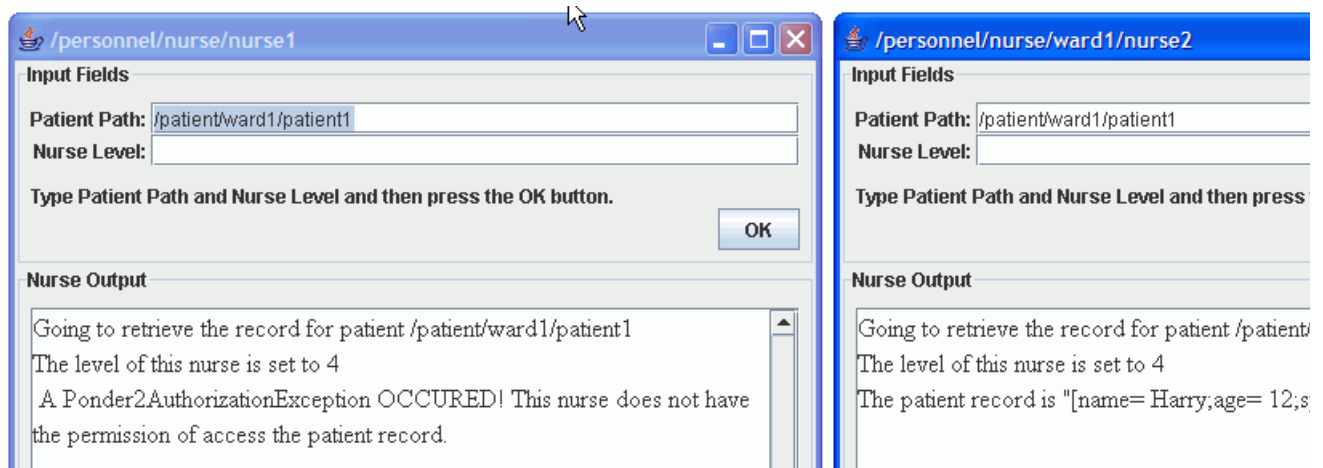 /personnel/nurse/nurse1
Input Fields
Patient Path: /patient/ward1/patient1
Nurse Level:
Type Patient Path and Nurse Level and then press the OK button.
OK
Nurse Output
Going to retrieve the record for patient /patient/ward1/patient1
The level of this nurse is set to 4
A Ponder2AuthorizationException OCCURED! This nurse does not have
the permission of access the patient record.
/personnel/nurse/ward1/nurse2
Input Fields
Patient Path: /patient/ward1/patient1
Nurse Level:
Type Patient Path and Nurse Level and then press
Nurse Output
Going to retrieve the record for patient /patient/
The level of this nurse is set to 4
The patient record is "[name= Harry;age= 12;